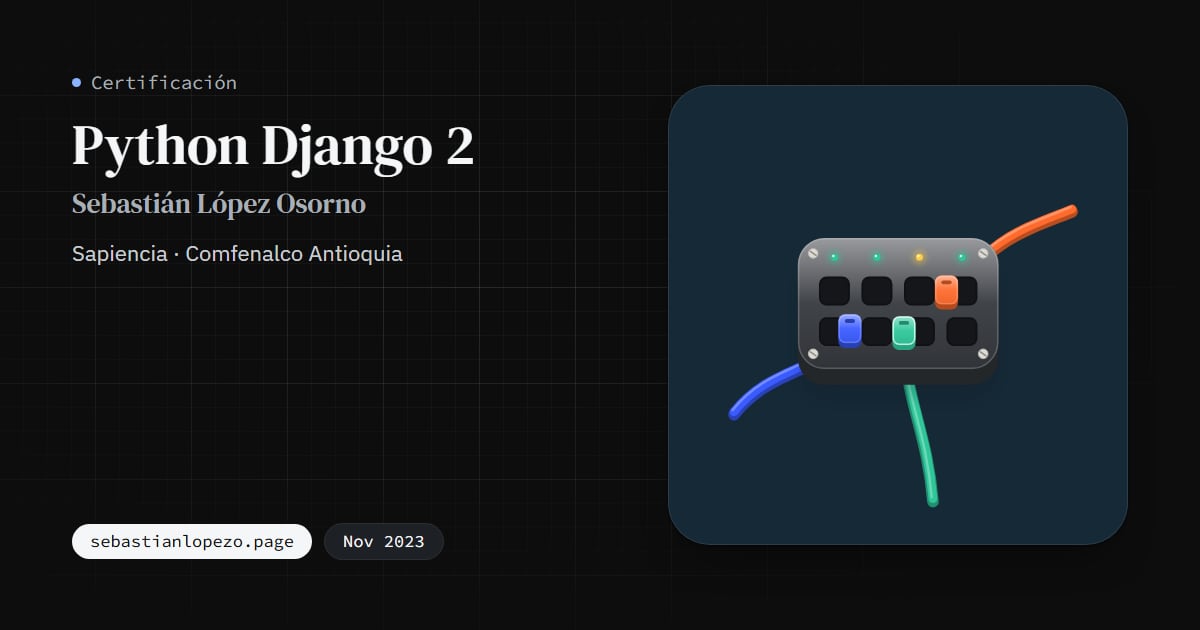 Certificación
Python Django 2
Sebastián López Osorno
Sapiencia · Comfenalco Antioquia
sebastianlopezo.page
Nov 2023